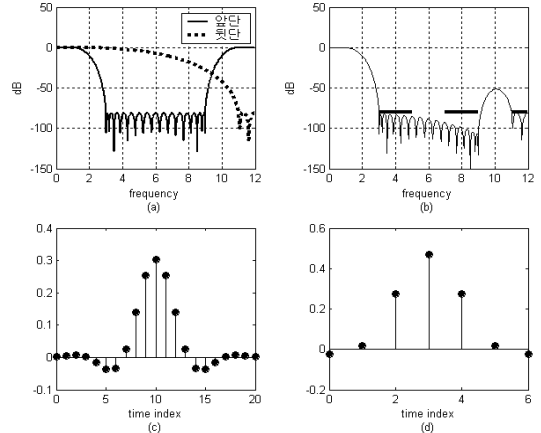 50
0
-50
-100
-150
dB
앞단
뒷단
0 2 4 6 8 10 12
frequency
(a)
50
0
-50
-100
-150
dB
0 2 4 6 8 10 12
frequency
(b)
0.4
0.3
0.2
0.1
0
-0.1
0 5 10 15 20
time index
(c)
0.6
0.4
0.2
0
-0.2
0 2 4 6
time index
(d)